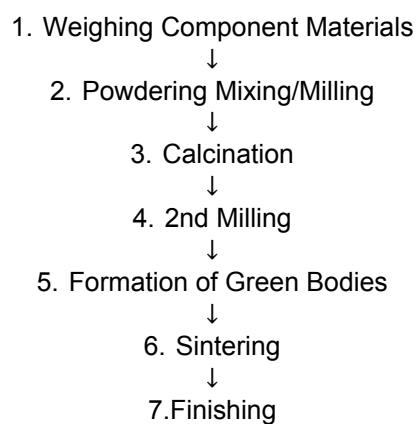 1. Weighing Component Materials
↓
2. Powdering Mixing/Milling
↓
3. Calcination
↓
4. 2nd Milling
↓
5. Formation of Green Bodies
↓
6. Sintering
↓
7.Finishing